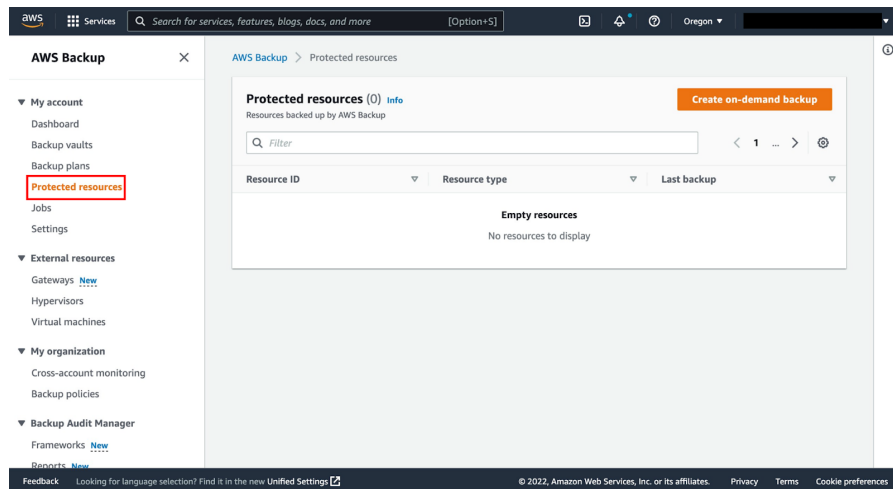 aws
Services
Search for services, features, blogs, docs, and more
[Option+S]
Oregon
AWS Backup
AWS Backup > Protected resources
My account
Dashboard
Backup vaults
Backup plans
Protected resources
Jobs
Settings
External resources
Gateways New
Hypervisors
Virtual machines
My organization
Cross-account monitoring
Backup policies
Backup Audit Manager
Frameworks New
Reports New
Protected resources (0) Info
Resources backed up by AWS Backup
Create on-demand backup
Filter
1 ...
Resource ID
Resource type
Last backup
Empty resources
No resources to display
Feedback
Looking for language selection? Find it in the new Unified Settings
© 2022, Amazon Web Services, Inc. or its affiliates.
Privacy
Terms
Cookie preferences